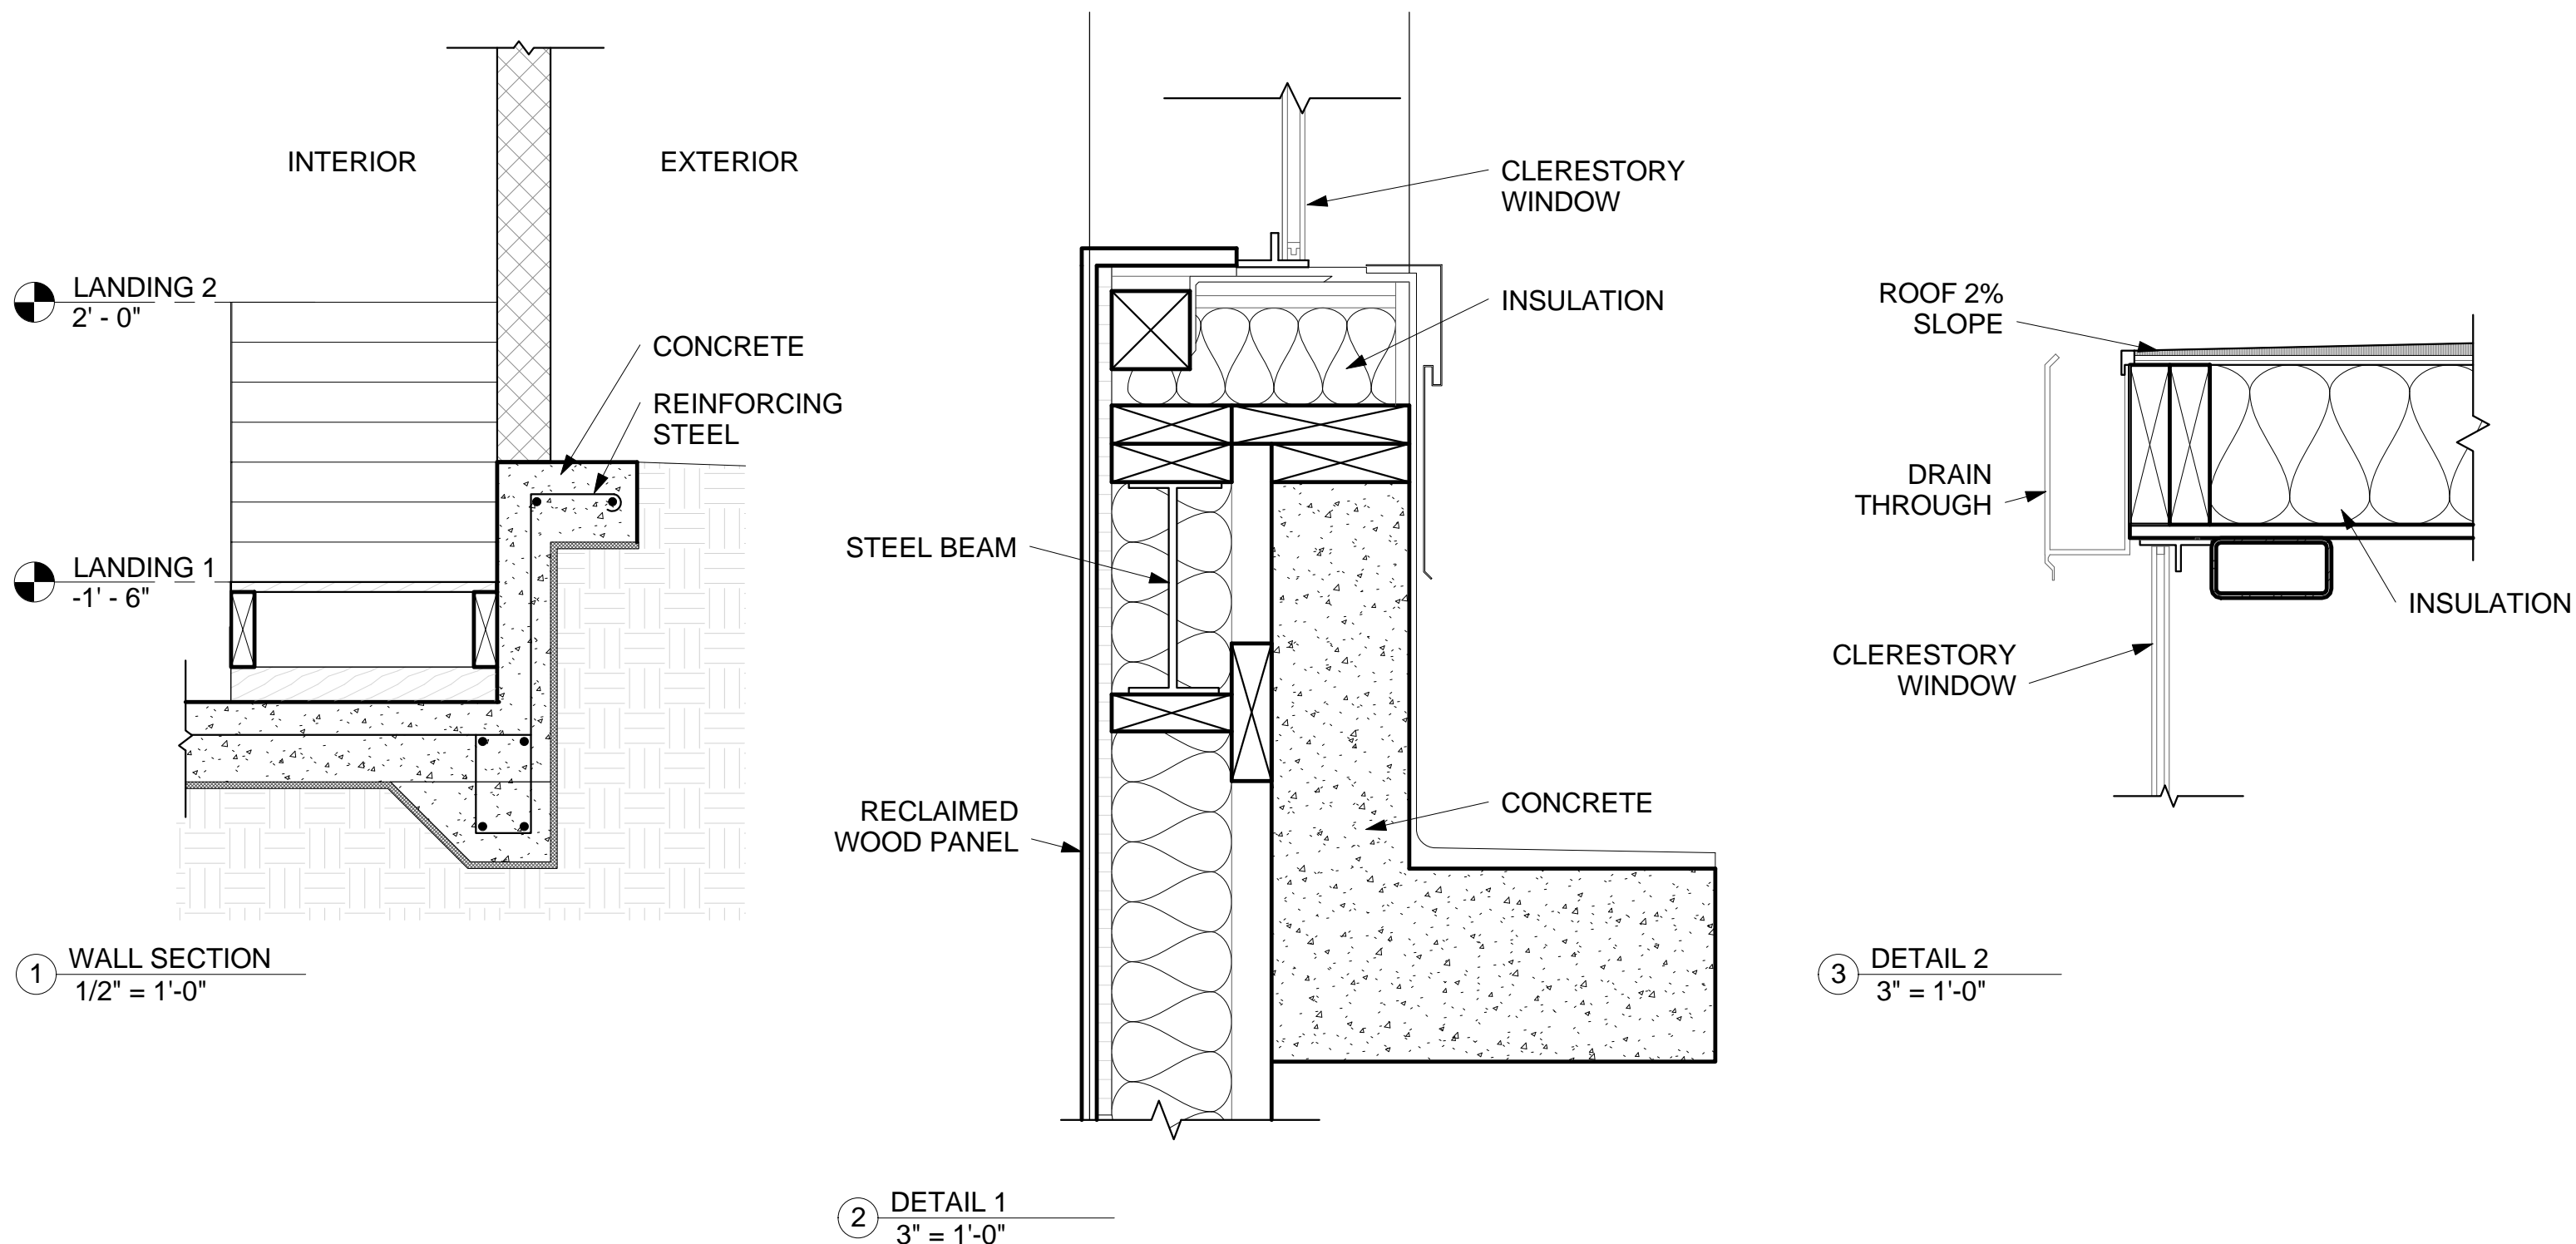 INTERIOR
EXTERIOR
LANDING 2
2' - 0"
CONCRETE
REINFORCING
STEEL
LANDING 1
-1' - 6"
1
WALL SECTION
1/2" = 1'-0"
CLERESTORY
WINDOW
INSULATION
STEEL BEAM
RECLAIMED
WOOD PANEL
CONCRETE
2
DETAIL 1
3" = 1'-0"
ROOF 2%
SLOPE
DRAIN
THROUGH
INSULATION
CLERESTORY
WINDOW
3
DETAIL 2
3" = 1'-0"